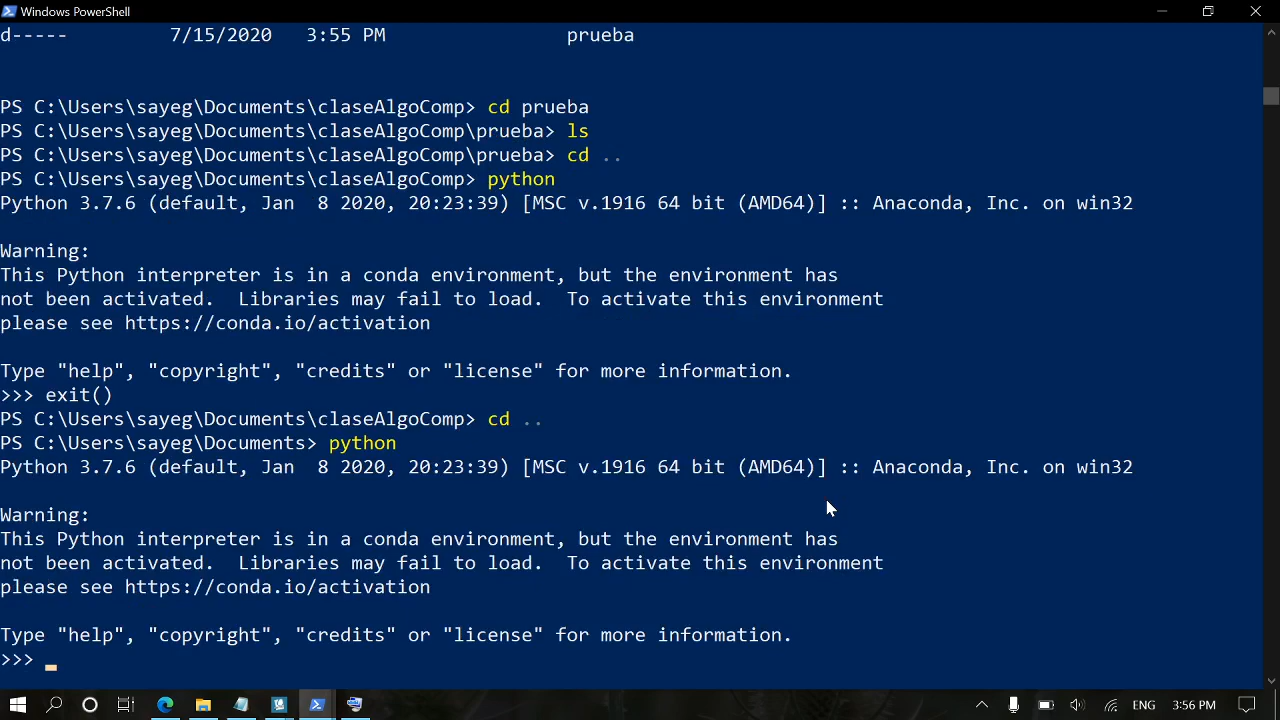 Windows PowerShell
d-----        7/15/2020   3:55 PM                prueba
PS C:\Users\sayeg\Documents\claseAlgoComp> cd prueba
PS C:\Users\sayeg\Documents\claseAlgoComp\prueba> ls
PS C:\Users\sayeg\Documents\claseAlgoComp\prueba> cd ..
PS C:\Users\sayeg\Documents\claseAlgoComp> python
Python 3.7.6 (default, Jan  8 2020, 20:23:39) [MSC v.1916 64 bit (AMD64)] :: Anaconda, Inc. on win32
Warning:
This Python interpreter is in a conda environment, but the environment has
not been activated.  Libraries may fail to load.  To activate this environment
please see https://conda.io/activation
Type "help", "copyright", "credits" or "license" for more information.
>>> exit()
PS C:\Users\sayeg\Documents\claseAlgoComp> cd ..
PS C:\Users\sayeg\Documents> python
Python 3.7.6 (default, Jan  8 2020, 20:23:39) [MSC v.1916 64 bit (AMD64)] :: Anaconda, Inc. on win32
Warning:
This Python interpreter is in a conda environment, but the environment has
not been activated.  Libraries may fail to load.  To activate this environment
please see https://conda.io/activation
Type "help", "copyright", "credits" or "license" for more information.
>>>
ENG 3:56 PM